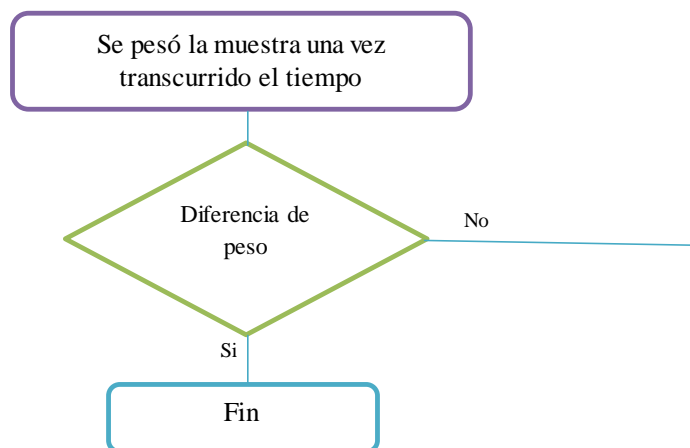 Se pesó la muestra una vez
transcurrido el tiempo
Diferencia de
peso
No
Si
Fin